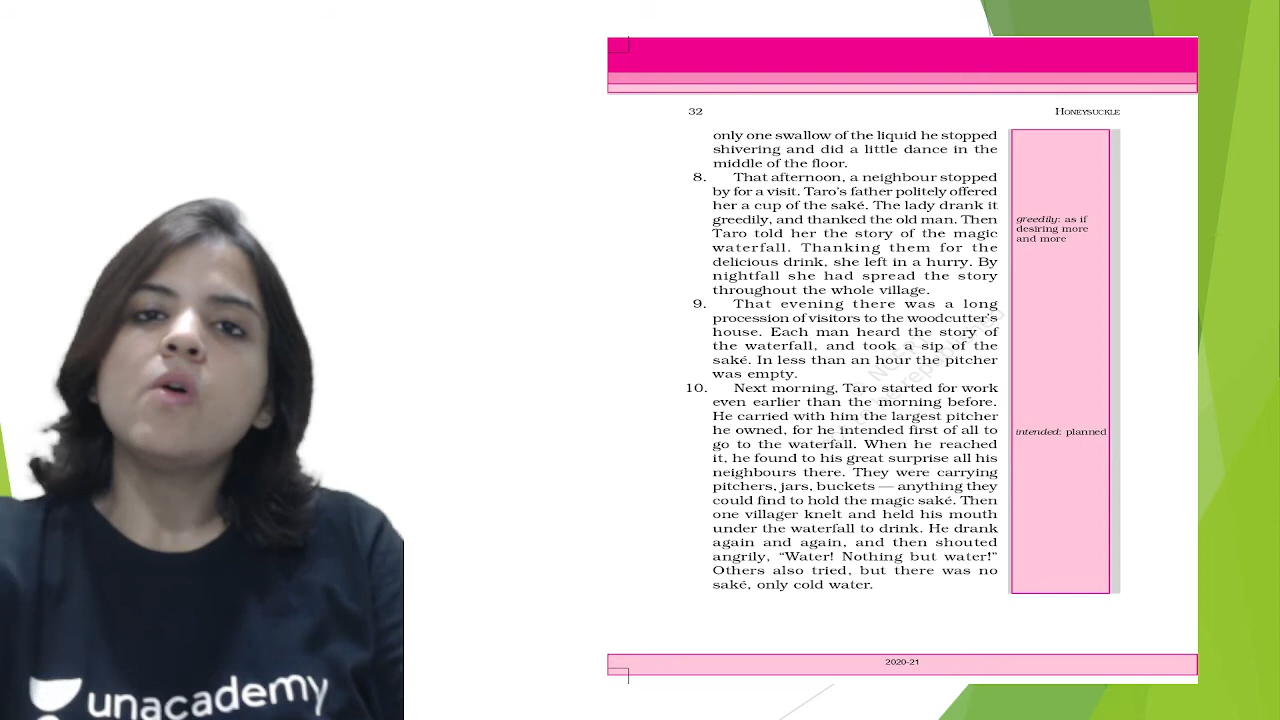 32
HONEYSUCKLE
only one swallow of the liquid he stopped
shivering and did a little dance in the
middle of the floor.
8. That afternoon, a neighbour stopped
by for a visit. Taro's father politely offered
her a cup of the saké. The lady drank it
greedily, and thanked the old man. Then
Taro told her the story of the magic
waterfall. Thanking them for the
delicious drink, she left in a hurry. By
nightfall she had spread the story
throughout the whole village.
9. That evening there was a long
procession of visitors to the woodcutter's
house. Each man heard the story of
the waterfall, and took a sip of the
saké. In less than an hour the pitcher
was empty.
10. Next morning, Taro started for work
even earlier than the morning before.
He carried with him the largest pitcher
he owned, for he intended first of all to
go to the waterfall. When he reached
it, he found to his great surprise all his
neighbours there. They were carrying
pitchers, jars, buckets — anything they
could find to hold the magic saké. Then
one villager knelt and held his mouth
under the waterfall to drink. He drank
again and again, and then shouted
angrily, “Water! Nothing but water!”
Others also tried, but there was no
saké, only cold water.
greedily: as if
desiring more
and more
intended: planned
2020-21
unacademy